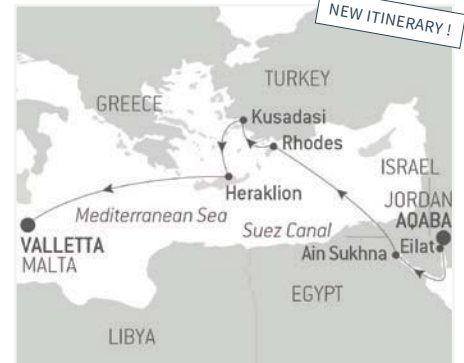 NEW ITINERARY !
TURKEY
GREECE
Kusadasi
Rhodes
ISRAEL
JORDAN
Heraklion
AQABA
Mediterranean Sea
Suez Canal
Eilat
VALLETTA
Ain Sukhna
MALTA
EGYPT
LIBYA